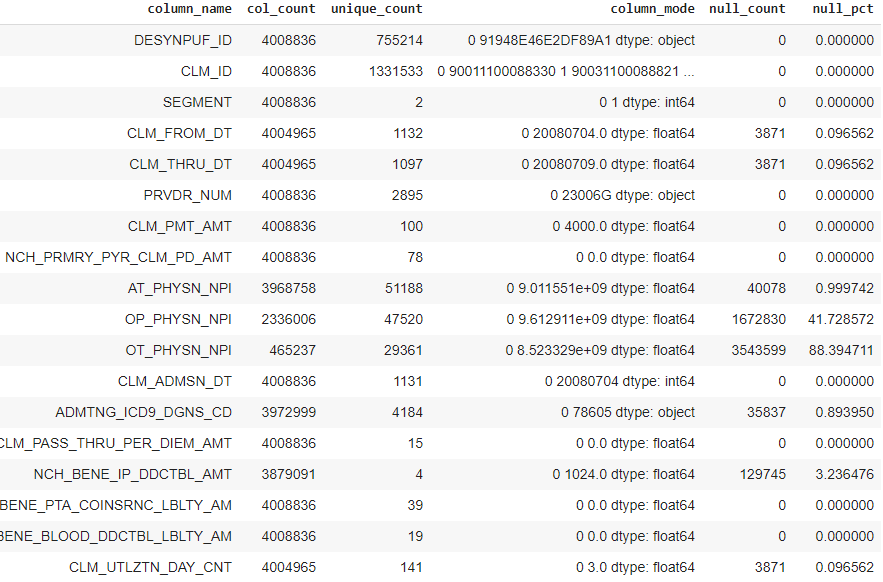 column_name col_count unique_count column_mode null_count null_pct
DESYNPUF_ID 4008836 755214 0 91948E46E2DF89A1 dtype: object 0 0.000000
CLM_ID 4008836 1331533 0 90011100088330 1 90031100088821 ... 0 0.000000
SEGMENT 4008836 2 0 1 dtype: int64 0 0.000000
CLM_FROM_DT 4004965 1132 0 20080704.0 dtype: float64 3871 0.096562
CLM_THRU_DT 4004965 1097 0 20080709.0 dtype: float64 3871 0.096562
PRVDR_NUM 4008836 2895 0 23006G dtype: object 0 0.000000
CLM_PMT_AMT 4008836 100 0 4000.0 dtype: float64 0 0.000000
NCH_PRMRY_PYR_CLM_PD_AMT 4008836 78 0 0.0 dtype: float64 0 0.000000
AT_PHYSN_NPI 3968758 51188 0 9.011551e+09 dtype: float64 40078 0.999742
OP_PHYSN_NPI 2336006 47520 0 9.612911e+09 dtype: float64 1672830 41.728572
OT_PHYSN_NPI 465237 29361 0 8.523329e+09 dtype: float64 3543599 88.394711
CLM_ADMSN_DT 4008836 1131 0 20080704 dtype: int64 0 0.000000
ADMTNG_ICD9_DGNS_CD 3972999 4184 0 78605 dtype: object 35837 0.893950
CLM_PASS_THRU_PER_DIEM_AMT 4008836 15 0 0.0 dtype: float64 0 0.000000
NCH_BENE_IP_DDCTBL_AMT 3879091 4 0 1024.0 dtype: float64 129745 3.236476
BENE_PTA_COINSRNC_LBLTY_AM 4008836 39 0 0.0 dtype: float64 0 0.000000
BENE_BLOOD_DDCTBL_LBLTY_AM 4008836 19 0 0.0 dtype: float64 0 0.000000
CLM_UTLZTN_DAY_CNT 4004965 141 0 3.0 dtype: float64 3871 0.096562